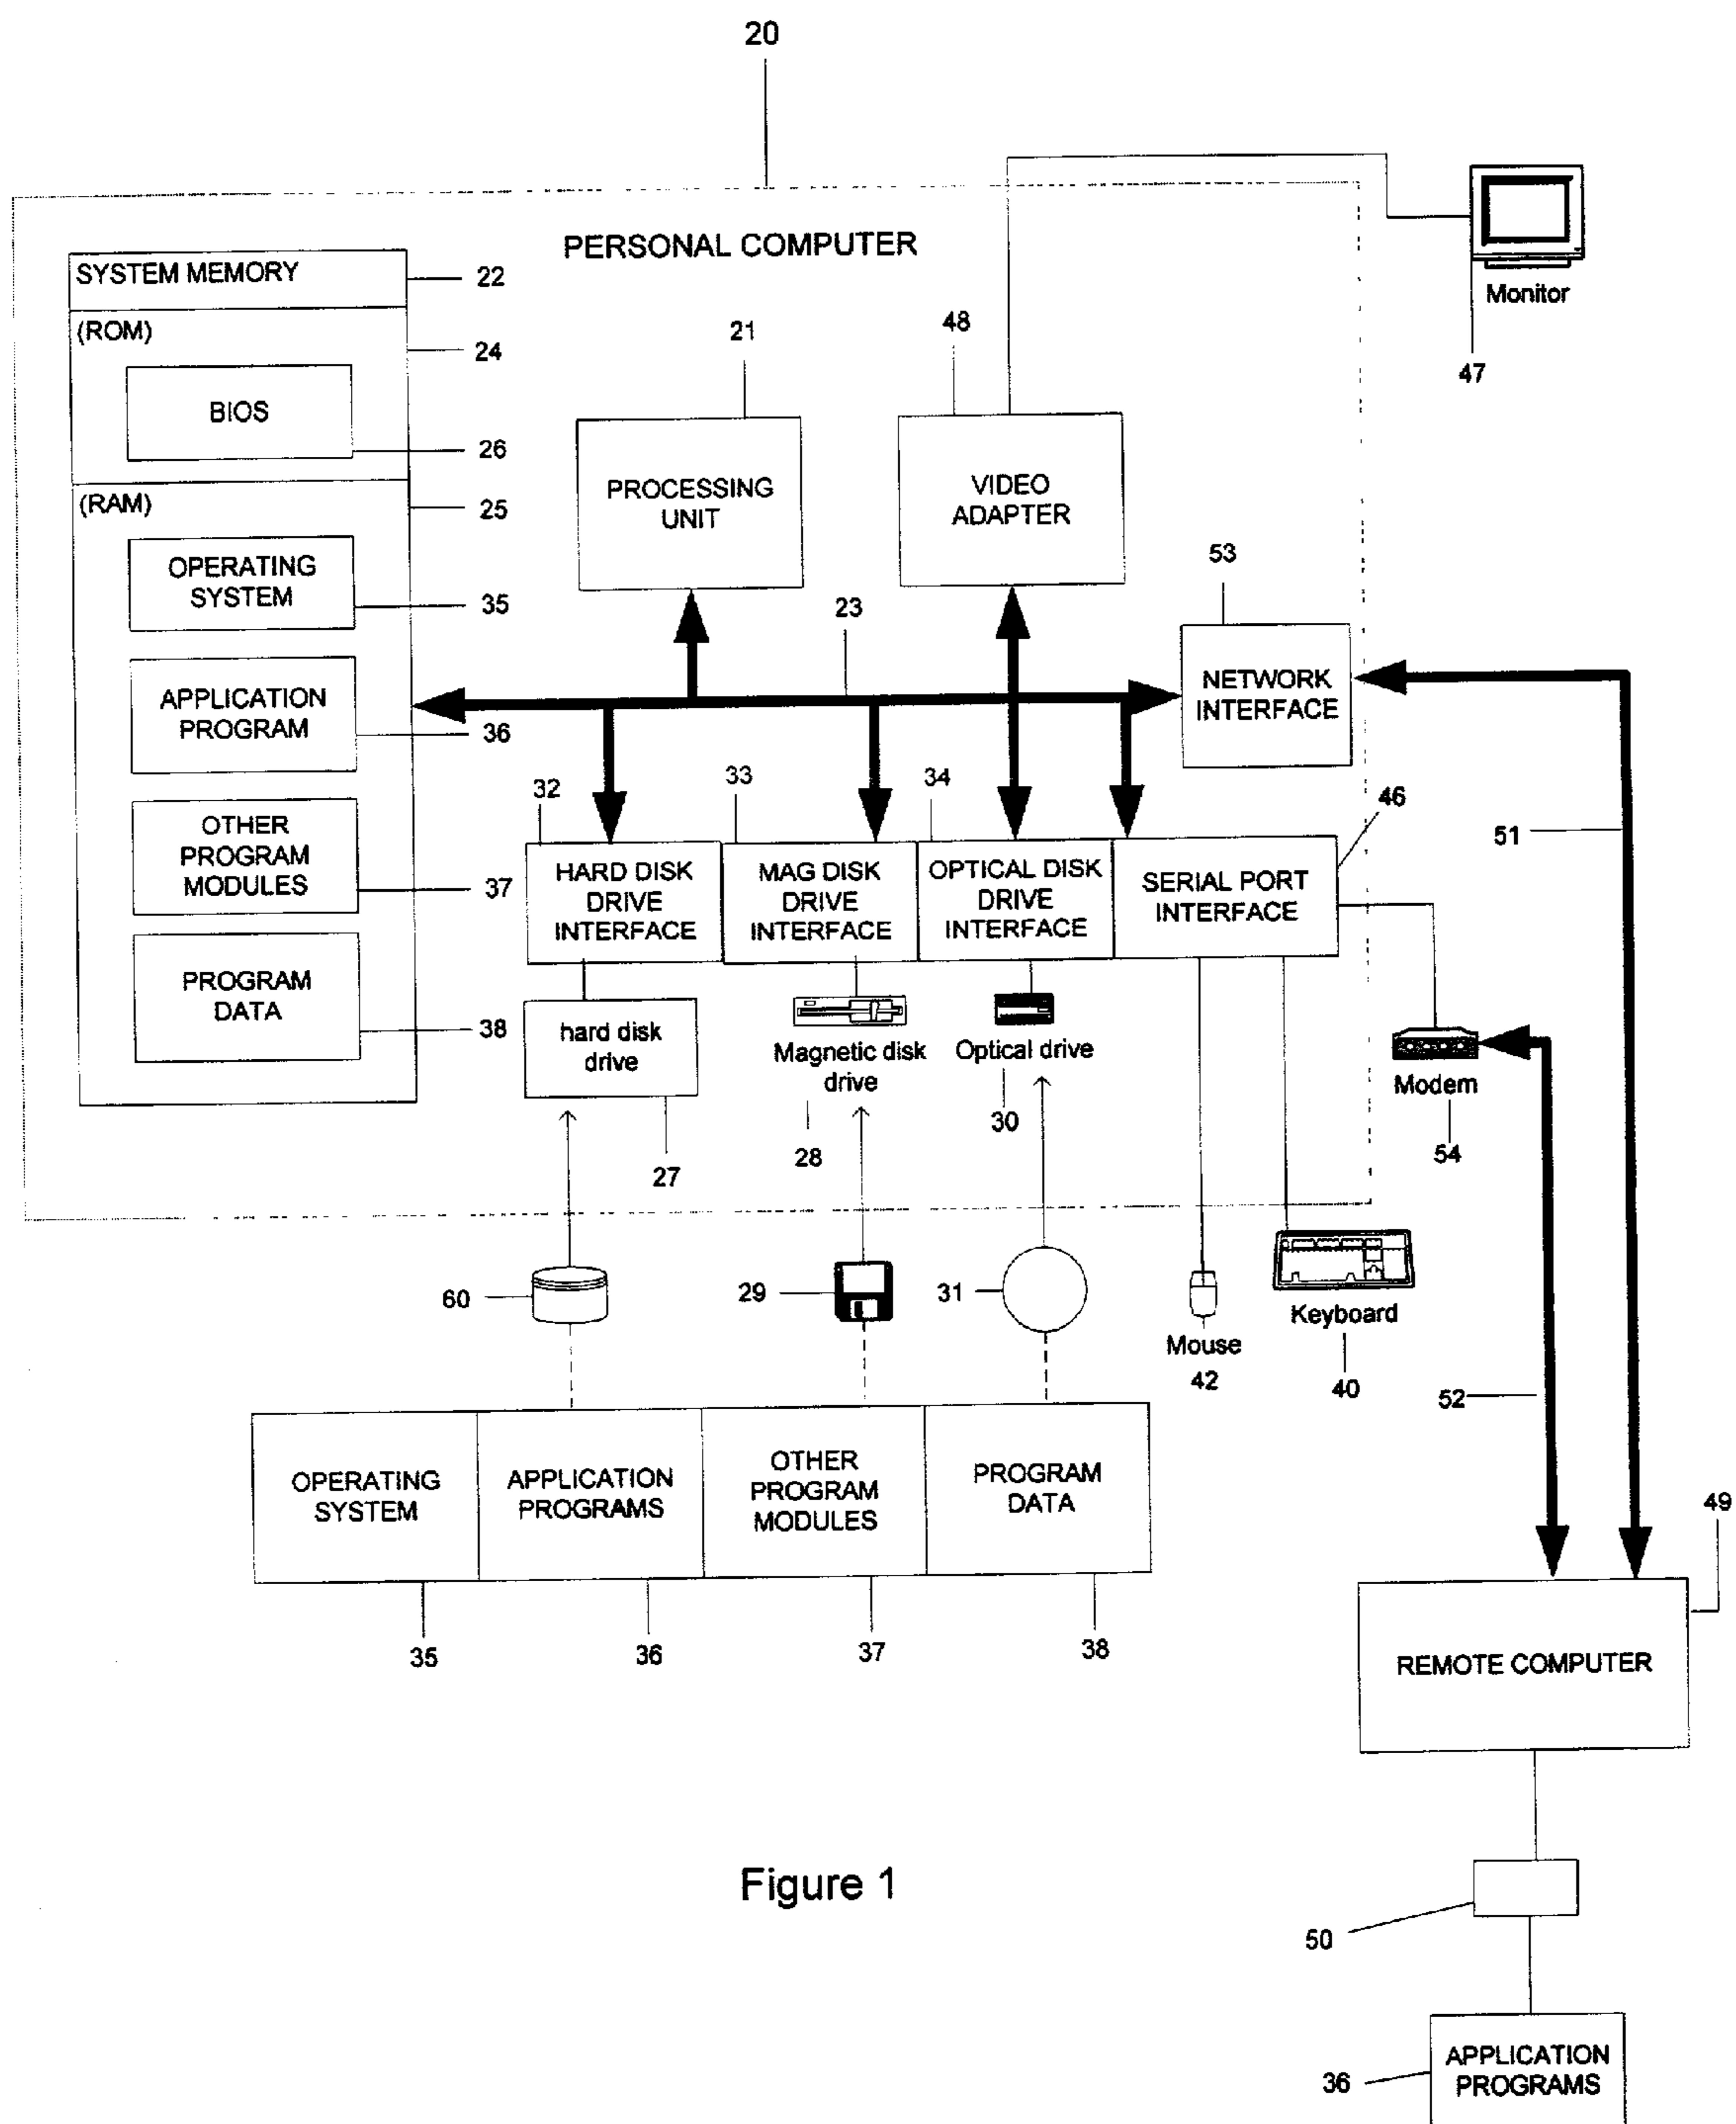 20
PERSONAL COMPUTER
SYSTEM MEMORY
22
(ROM)
24
BIOS
26
(RAM)
25
OPERATING
SYSTEM
35
APPLICATION
PROGRAM
36
OTHER
PROGRAM
MODULES
37
PROGRAM
DATA
38
21
PROCESSING
UNIT
48
VIDEO
ADAPTER
Monitor
47
23
53
NETWORK
INTERFACE
32
HARD DISK
DRIVE
INTERFACE
33
MAG DISK
DRIVE
INTERFACE
34
OPTICAL DISK
DRIVE
INTERFACE
46
SERIAL PORT
INTERFACE
51
hard disk
drive
27
Magnetic disk
drive
28
Optical drive
30
Modem
54
60
29
31
Mouse
42
Keyboard
40
52
OPERATING
SYSTEM
APPLICATION
PROGRAMS
OTHER
PROGRAM
MODULES
PROGRAM
DATA
35
36
37
38
49
REMOTE COMPUTER
Figure 1
50
36
APPLICATION
PROGRAMS